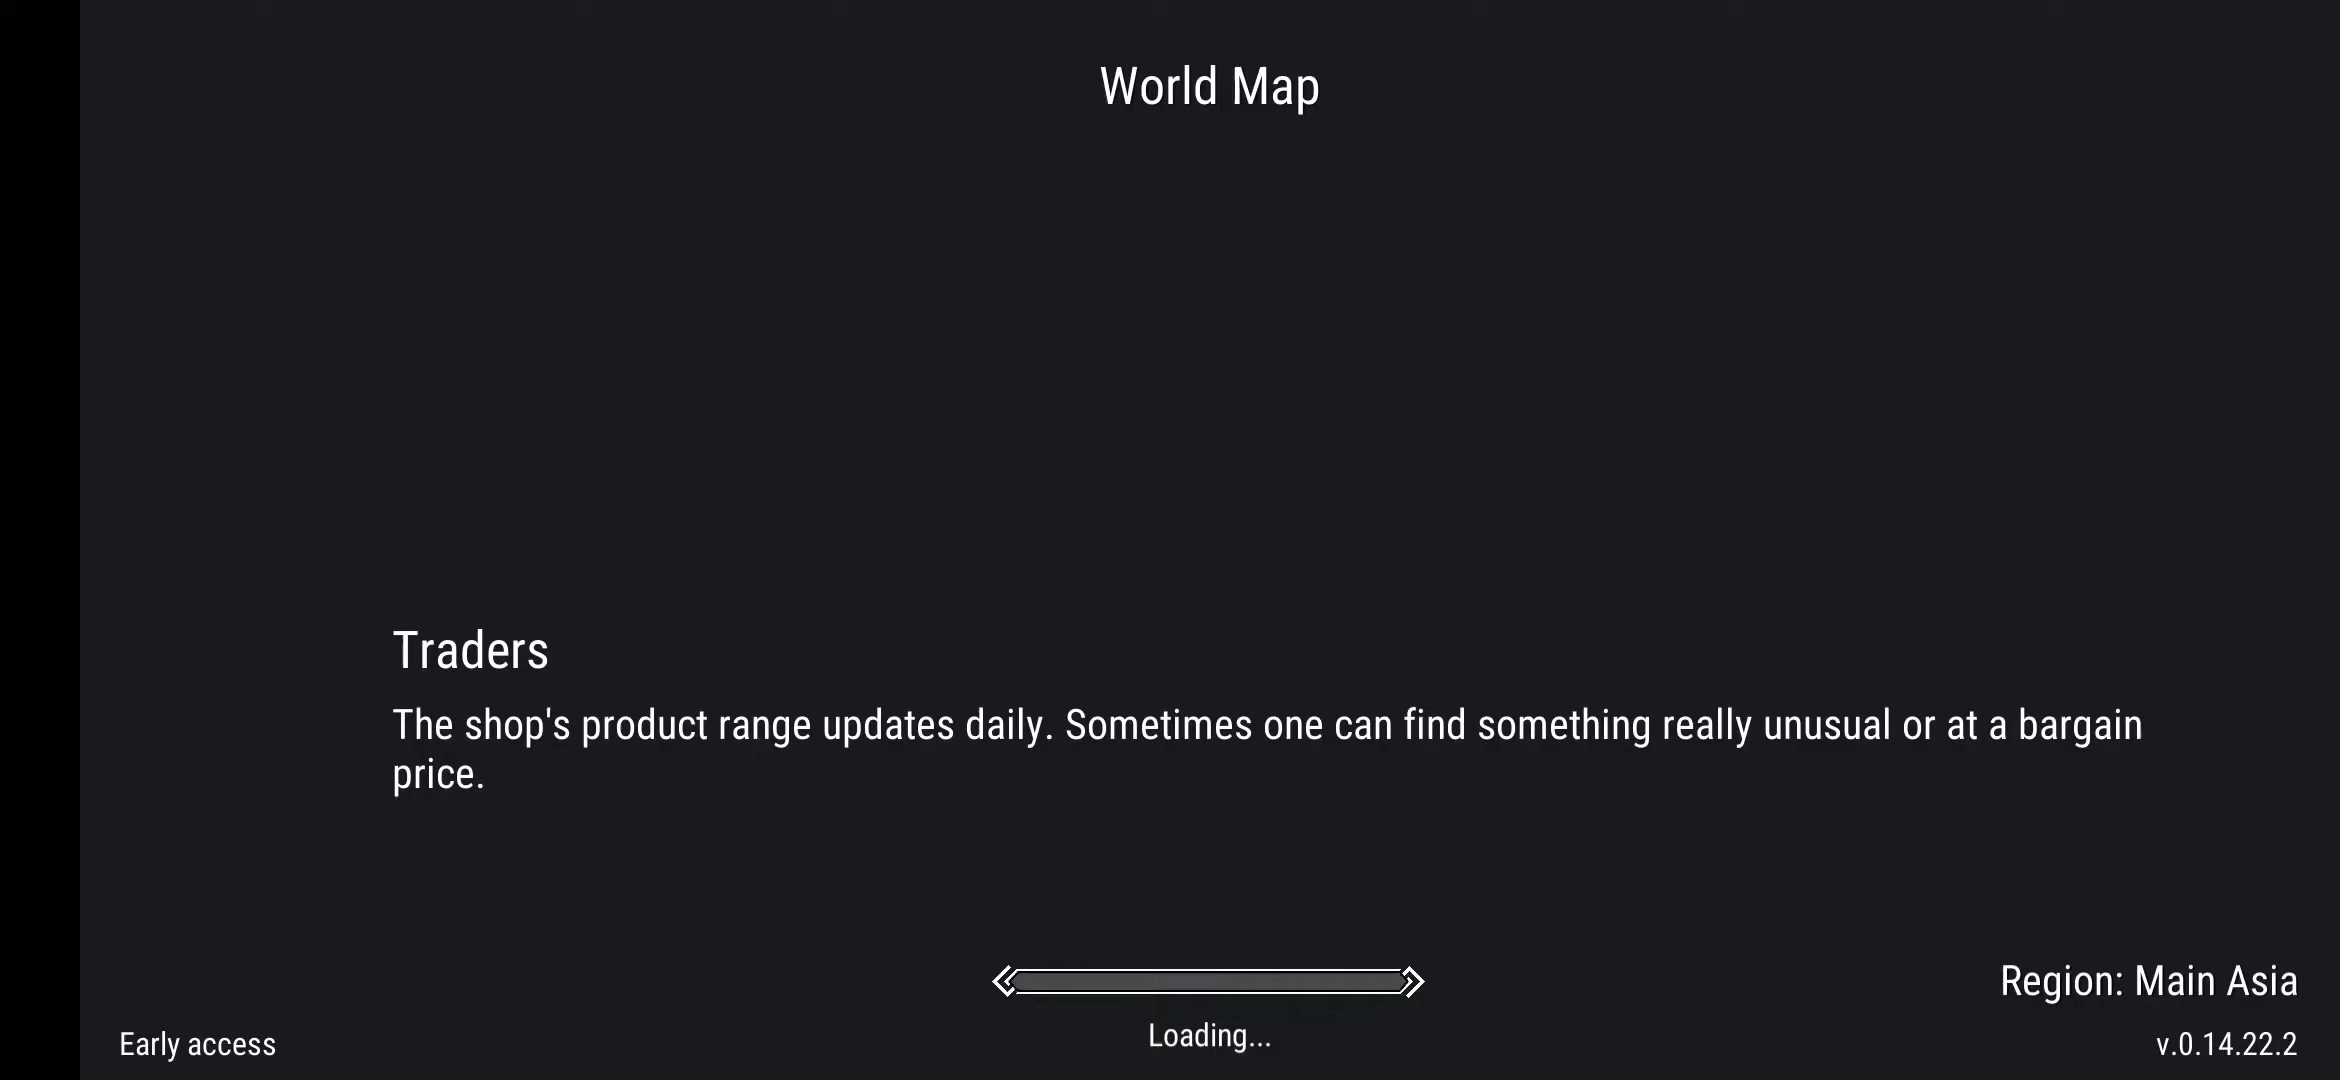 World Map
Traders
The shop's product range updates daily. Sometimes one can find something really unusual or at a bargain
price.
Region: Main Asia
Loading...
Early access
v.0.14.22.2